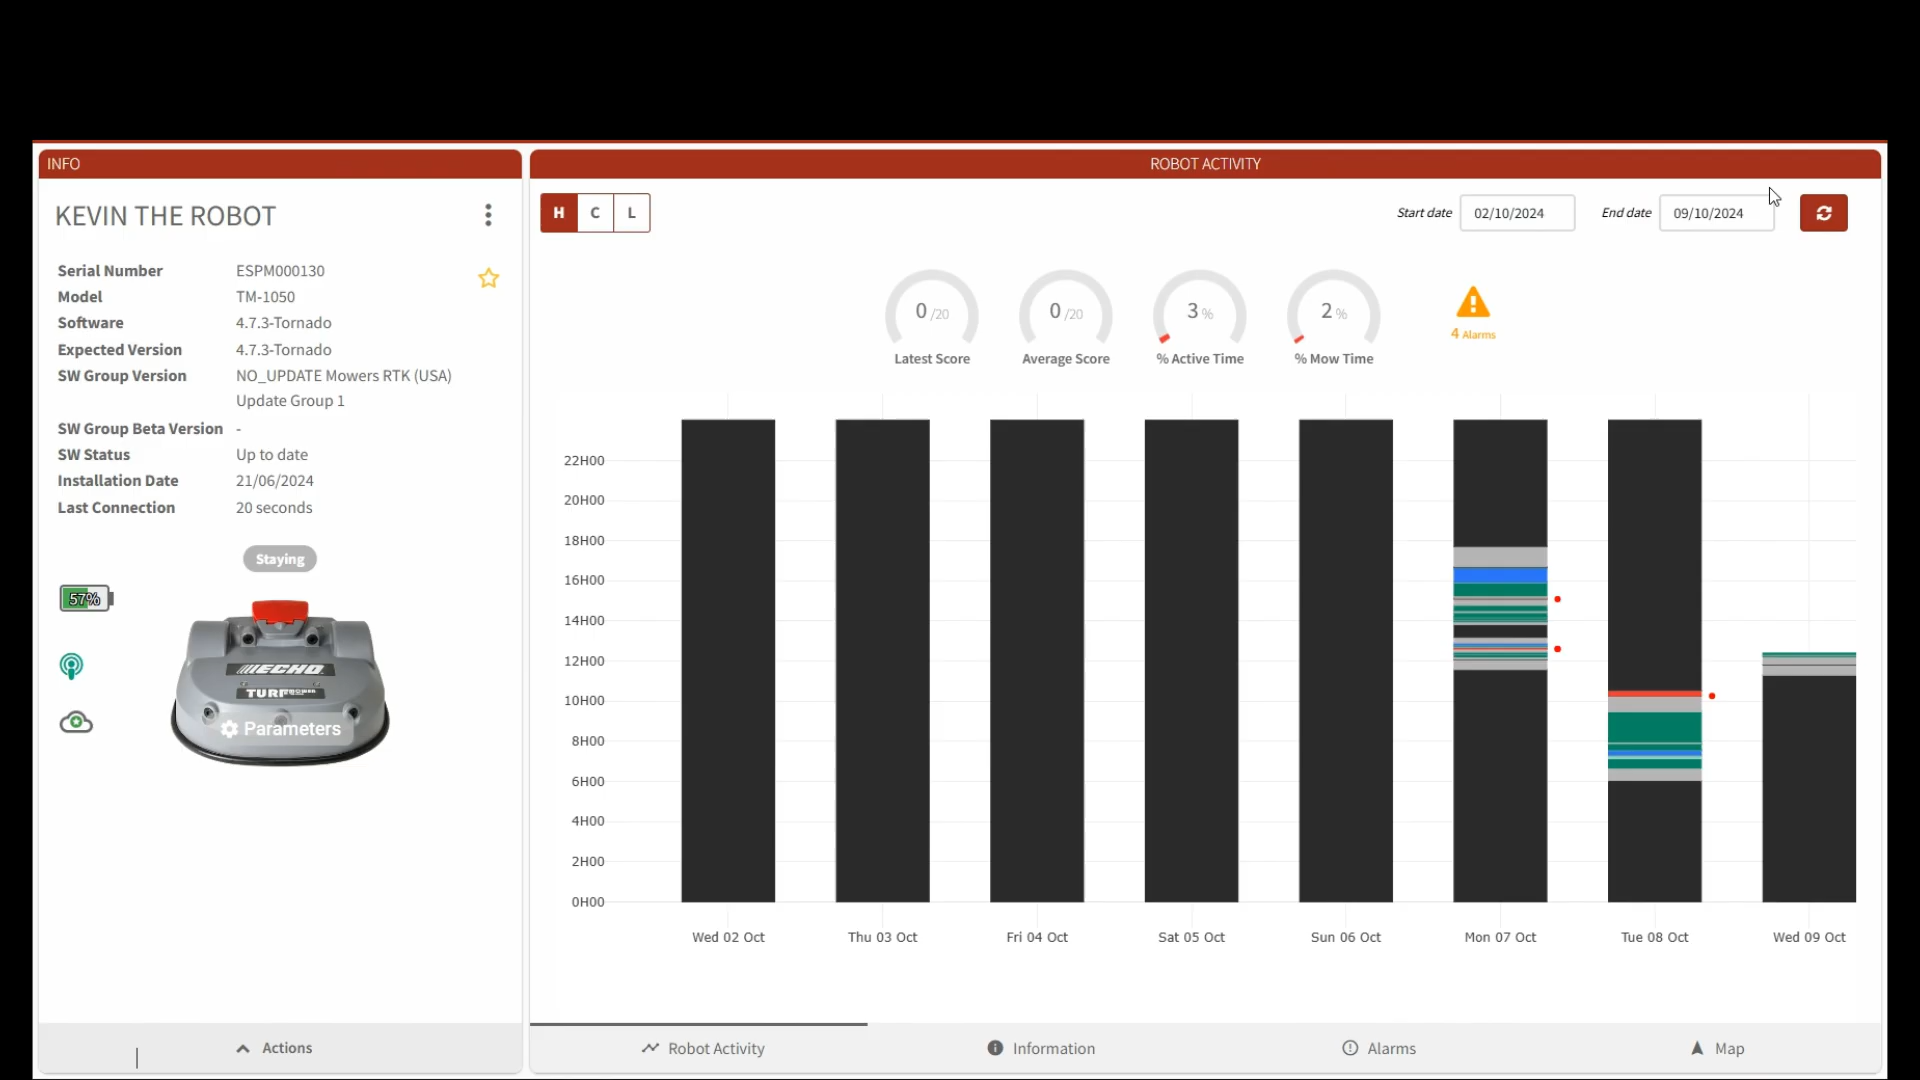 INFO
KEVIN THE ROBOT
Serial Number ESPM000130
Model TM-1050
Software 4.7.3-Tornado
Expected Version 4.7.3-Tornado
SW Group Version NO_UPDATE Mowers RTK (USA)
Update Group 1
SW Group Beta Version -
SW Status Up to date
Installation Date 21/06/2024
Last Connection 20 seconds
Staying
57%
ECHO
TURF
Parameters
Actions
ROBOT ACTIVITY
H C L
Start date 02/10/2024 End date 09/10/2024
0 /20 0 /20 3 % 2 %
Latest Score Average Score % Active Time % Mow Time
4 Alarms
22H00
20H00
18H00
16H00
14H00
12H00
10H00
8H00
6H00
4H00
2H00
0H00
Wed 02 Oct Thu 03 Oct Fri 04 Oct Sat 05 Oct Sun 06 Oct Mon 07 Oct Tue 08 Oct Wed 09 Oct
Robot Activity Information Alarms Map